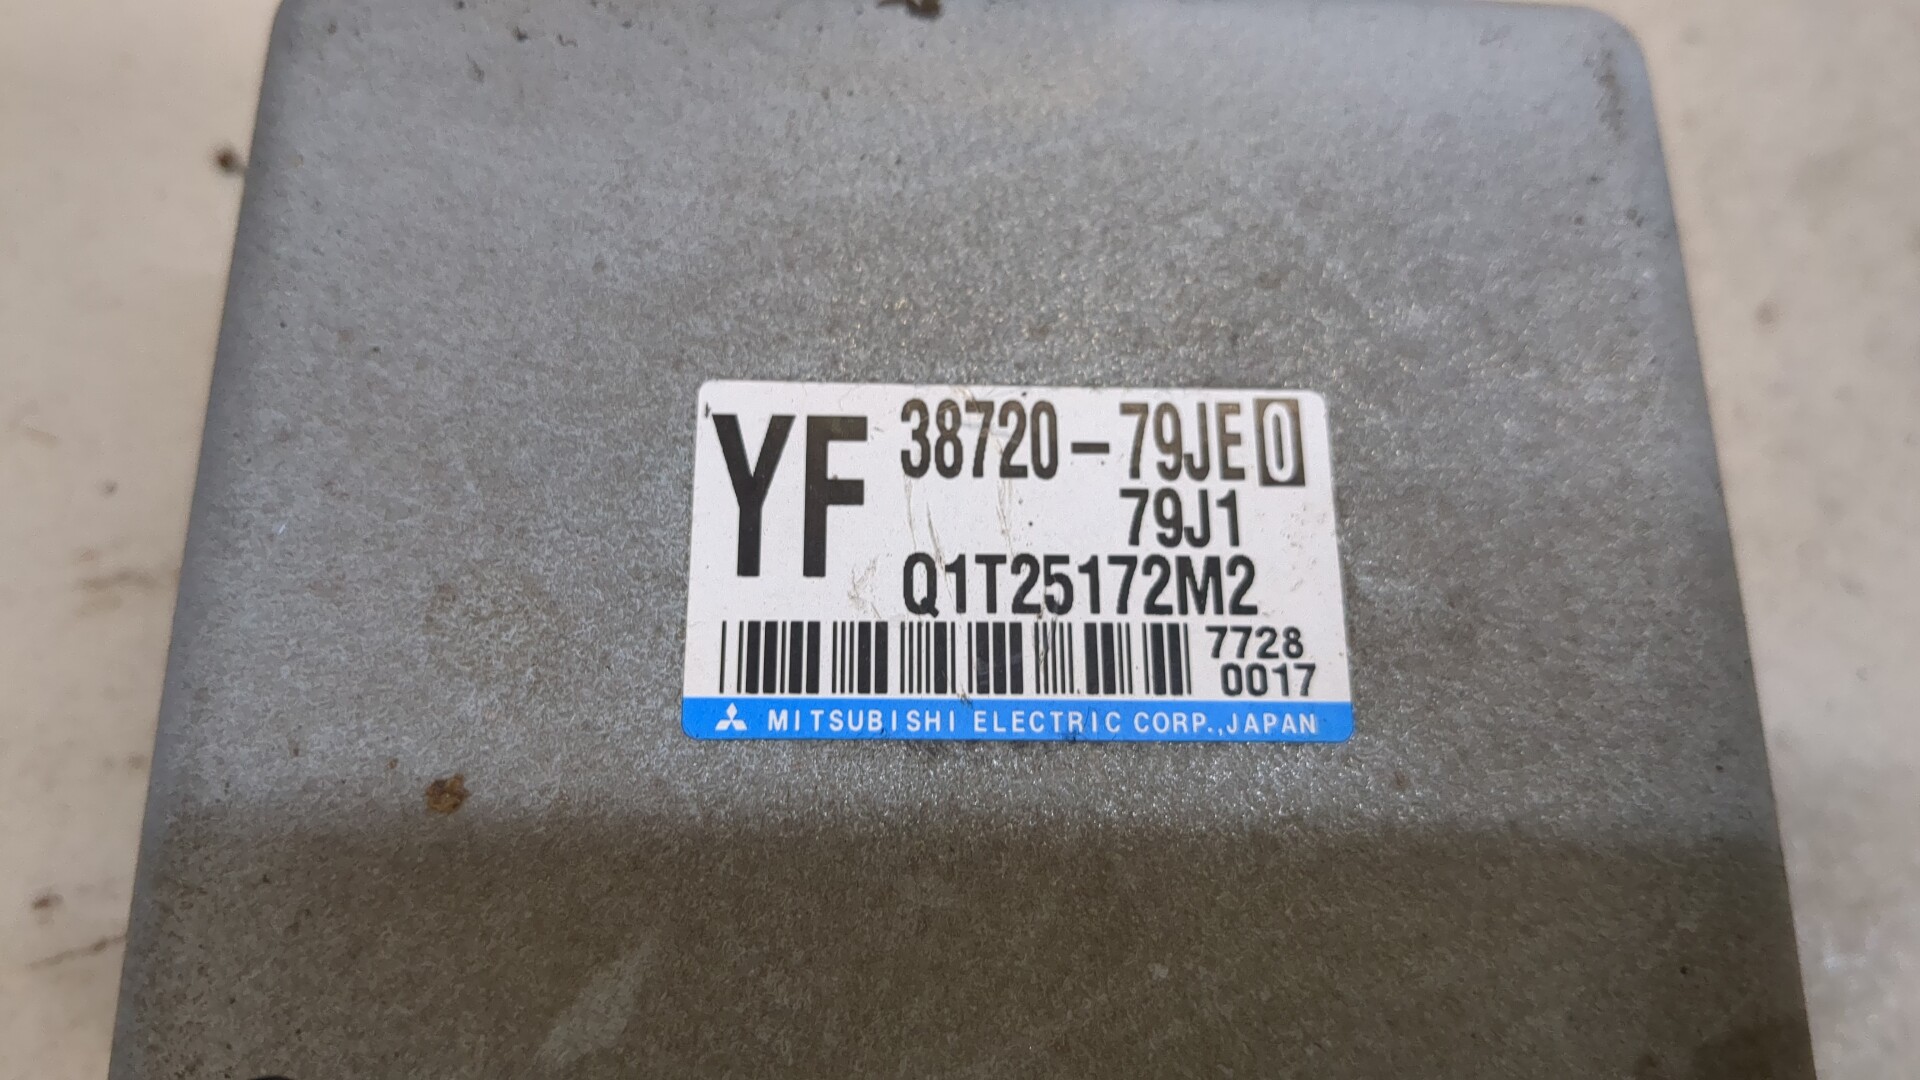 YF 38720-79JE0
79J1
Q1T25172M2
7728
0017
MITSUBISHI ELECTRIC CORP., JAPAN